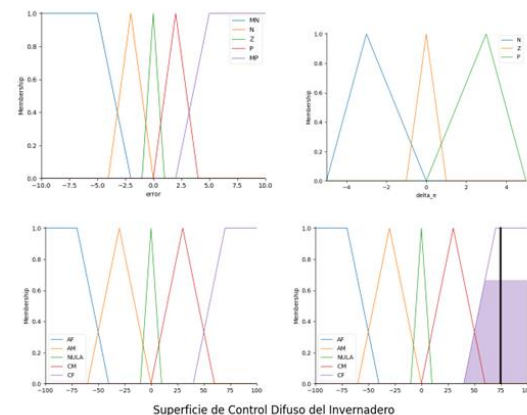 1.0
0.8
0.6
0.4
0.2
0.0
Membership
MN
N
Z
P
MP
-10.0 -7.5 -5.0 -2.5 0.0 2.5 5.0 7.5 10.0
error
1.0
0.8
0.6
0.4
0.2
0.0
Membership
N
Z
P
-4 -2 0 2 4
delta_e
1.0
0.8
0.6
0.4
0.2
0.0
Membership
AF
AM
NULA
CM
CF
-100 -75 -50 -25 0 25 50 75 100
1.0
0.8
0.6
0.4
0.2
0.0
Membership
AF
AM
NULA
CM
CF
-100 -75 -50 -25 0 25 50 75 100
Superficie de Control Difuso del Invernadero